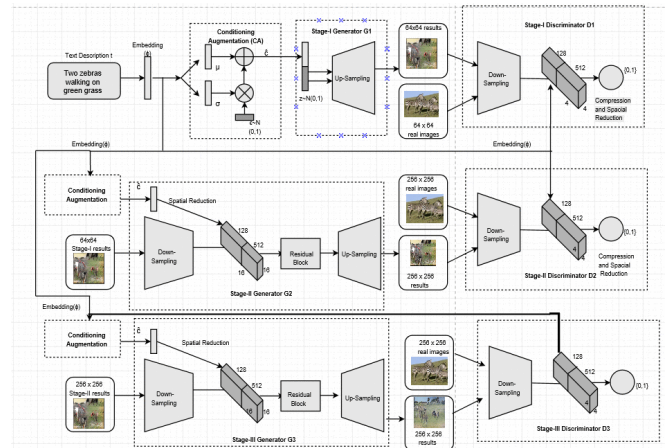 Text Desription t
Two zebras
walking on
green grass
Embedding
(ϕ)
Conditioning
Augmentation (CA)
μ
σ
ĉ
ε~N
(0,1)
Stage-I Generator G1
z~N(0,1)
Up-Sampling
64x64 results
64 x 64
real images
Stage-I Discriminator D1
Down-
Sampling
128
512
4
4
{0,1}
Compression
and Spacial
Reduction
Embedding(ϕ)
Embedding(ϕ)
Conditioning
Augmentation
ĉ
Spatial Reduction
64x64
Stage-I results
Down-
Sampling
128
512
16
16
Residual
Block
Up-Sampling
Stage-II Generator G2
256 x 256
real images
256 x 256
results
Down-
Sampling
128
512
4
4
{0,1}
Compression
and Spacial
Reduction
Stage-II Discriminator D2
Embedding(ϕ)
Conditioning
Augmentation
ĉ
Spatial Reduction
256 x 256
Stage-II results
Down-
Sampling
128
512
16
16
Residual
Block
Up-Sampling
Stage-III Generator G3
256 x 256
real images
256 x 256
results
Down-
Sampling
128
512
4
4
{0,1}
Stage-III Discriminator D3